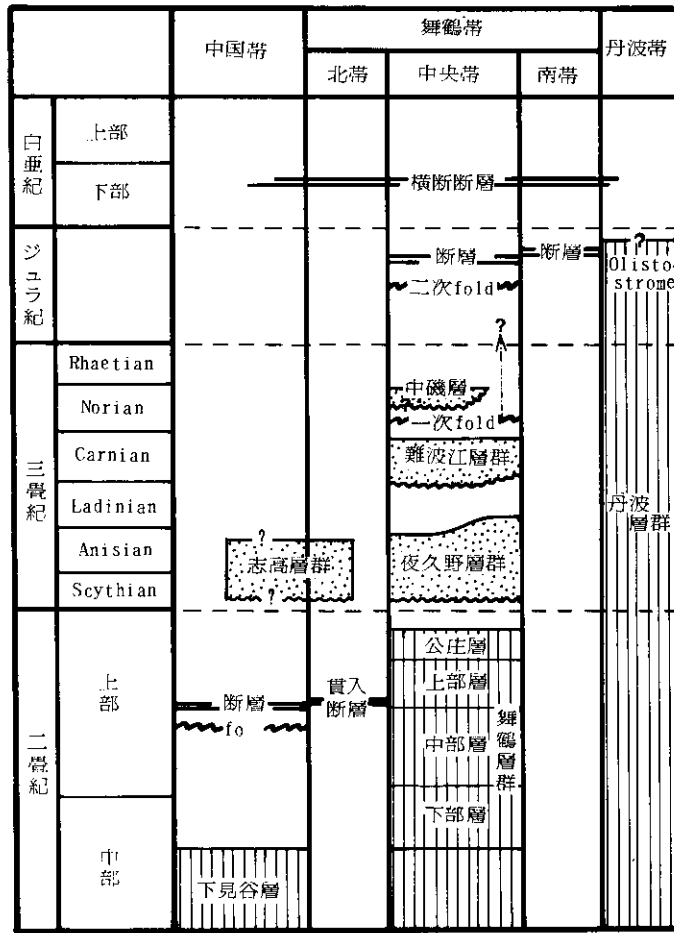 中国帯
舞鶴帯
丹波帯
北帯
中央帯
南帯
白亜紀
上部
下部
横断断層
ジュラ紀
断層
断層
?
Olisto-
strome
二次fold
?
三畳紀
Rhaetian
Norian
Carnian
Ladinian
Anisian
Scythian
中磯層
?
一次fold
難波江層群
丹波
層群
?
志高層群
?
夜久野層群
二畳紀
上部
中部
断層
fo
貫入
断層
公庄層
上部層
中部層
下部層
舞鶴層群
下見谷層